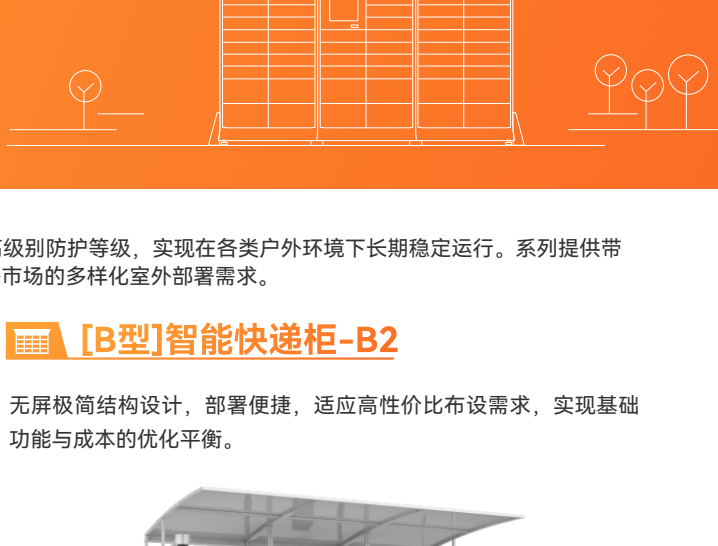 级别防护等级，实现在各类户外环境下长期稳定运行。系列提供带
市场的多样化室外部署需求。
[B型]智能快递柜-B2
无屏极简结构设计，部署便捷，适应高性价比布设需求，实现基础
功能与成本的优化平衡。